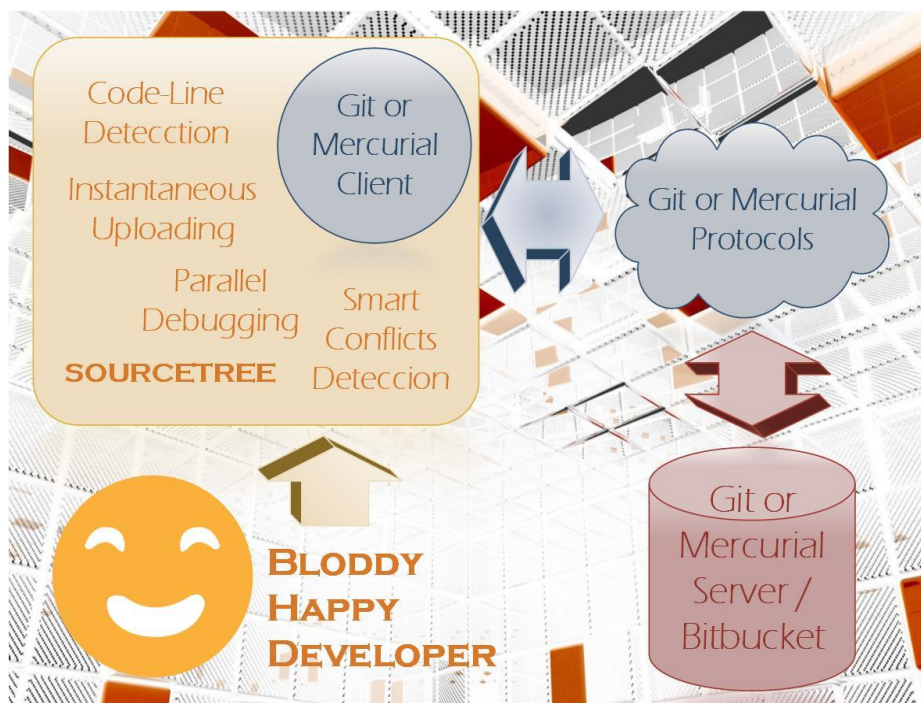 Code-Line
Detecction
Instantaneous
Uploading
Parallel
Debugging
SOURCETREE
Smart
Conflicts
Deteccion
Git or
Mercurial
Client
Git or Mercurial
Protocols
Git or
Mercurial
Server /
Bitbucket
BLODDY
HAPPY
DEVELOPER